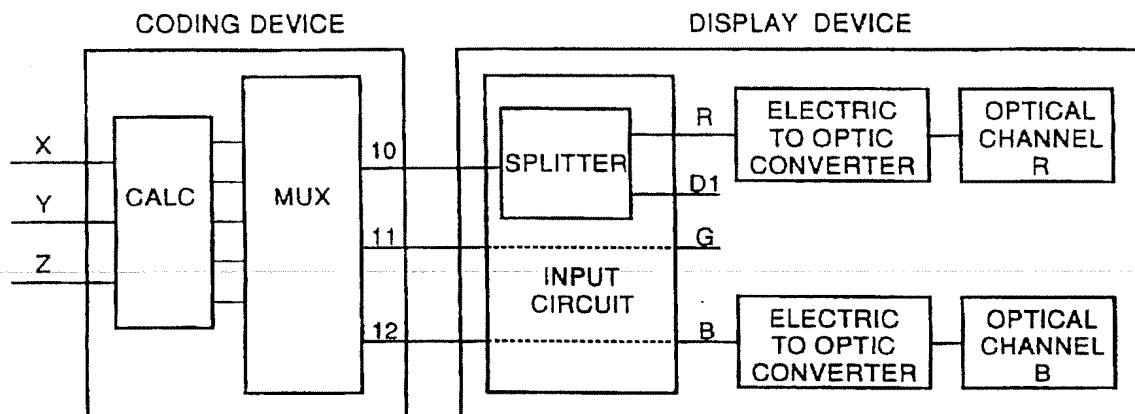 CODING DEVICE
DISPLAY DEVICE
X
Y
Z
CALC
MUX
10
11
12
SPLITTER
INPUT
CIRCUIT
R
D1
G
B
ELECTRIC
TO OPTIC
CONVERTER
OPTICAL
CHANNEL
R
ELECTRIC
TO OPTIC
CONVERTER
OPTICAL
CHANNEL
B